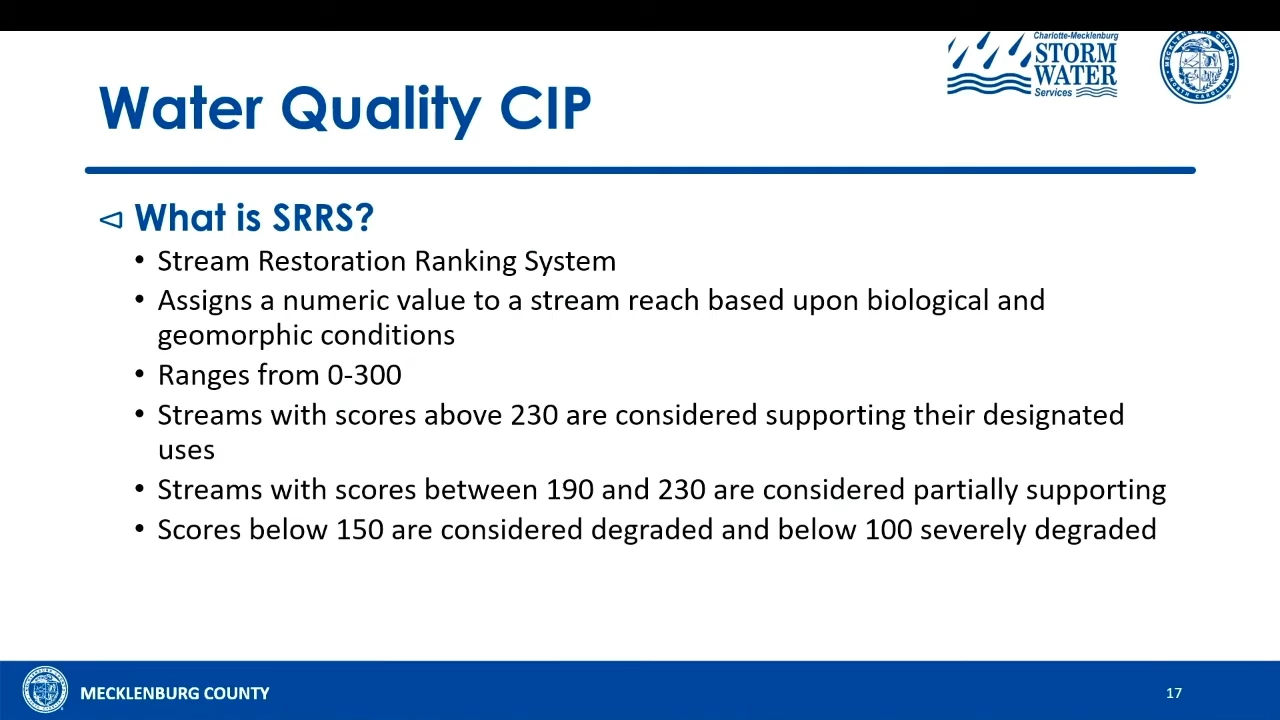 Charlotte-Mecklenburg
STORM
WATER
Services
Water Quality CIP
What is SRRS?
• Stream Restoration Ranking System
• Assigns a numeric value to a stream reach based upon biological and
geomorphic conditions
• Ranges from 0-300
• Streams with scores above 230 are considered supporting their designated
uses
• Streams with scores between 190 and 230 are considered partially supporting
• Scores below 150 are considered degraded and below 100 severely degraded
MECKLENBURG COUNTY
17